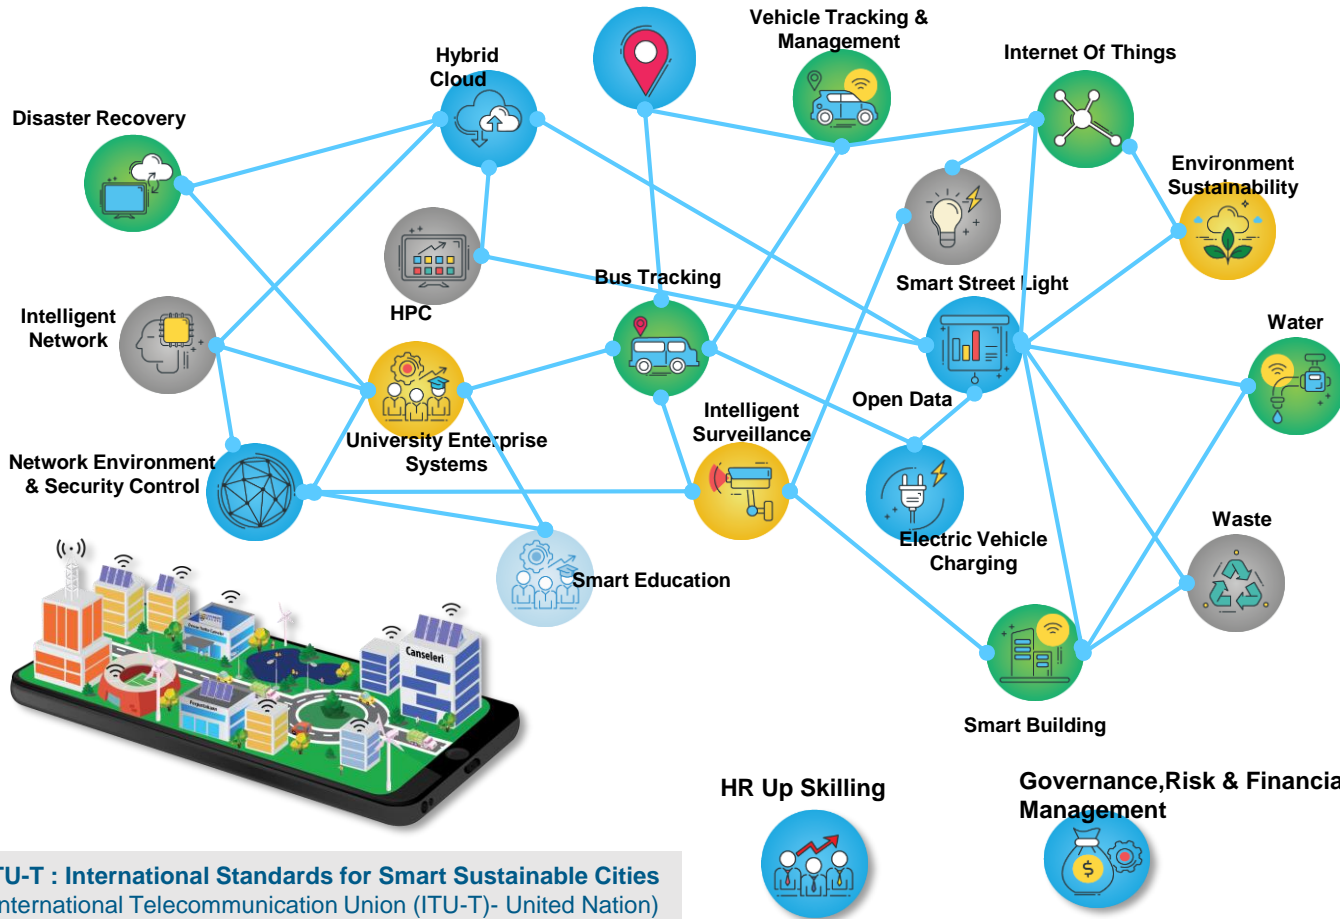 Vehicle Tracking &
Management
Internet Of Things
Hybrid
Cloud
Disaster Recovery
Environment
Sustainability
Bus Tracking
Smart Street Light
Intelligent
Network
HPC
Water
Open Data
Intelligent
Surveillance
University Enterprise
Systems
Network Environment
& Security Control
Waste
Electric Vehicle
Charging
Smart Education
Canseleri
Perpustakaan
Smart Building
HR Up Skilling
Governance,Risk & Financia
Management
$
TU-T : International Standards for Smart Sustainable Cities
nternational Telecommunication Union (ITU-T)- United Nation)